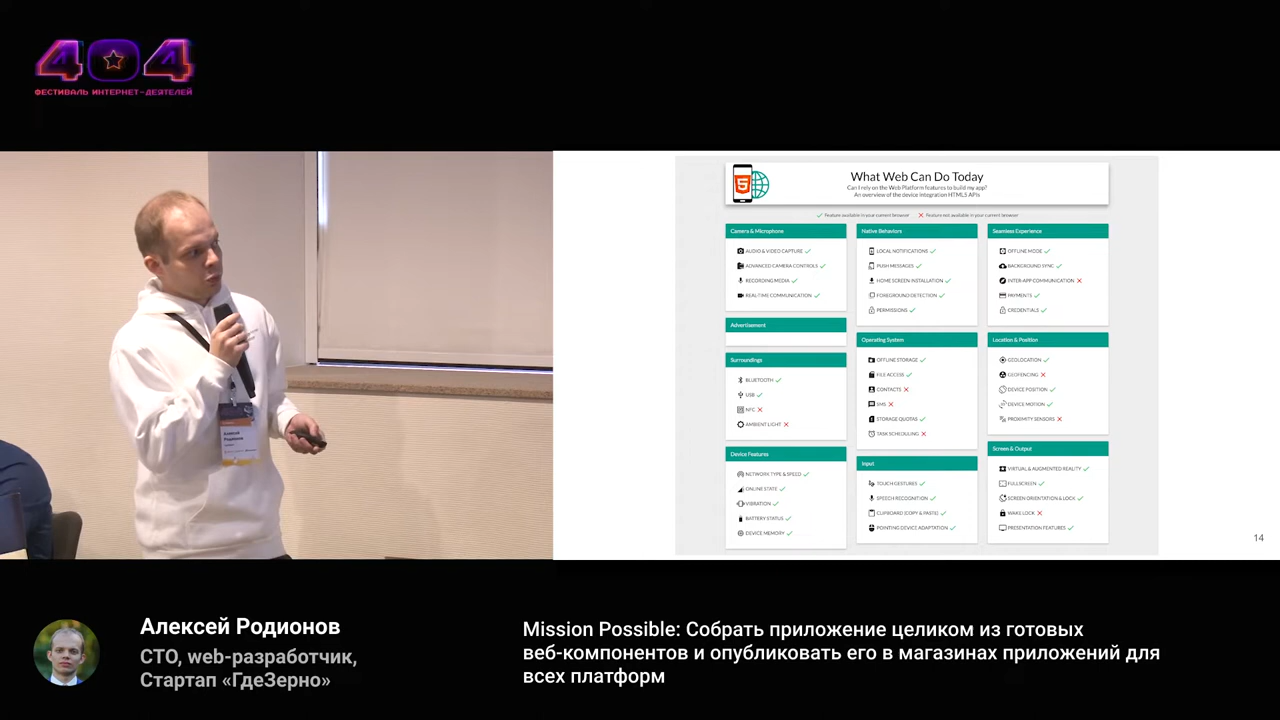 404
ФЕСТИВАЛЬ ИНТЕРНЕТ-ДЕЯТЕЛЕЙ
Алексей
Родионов
What Web Can Do Today
Can I rely on the Web Platform features to build my app?
An overview of the device integration HTML5 APIs
Feature available in your current browser
Feature not available in your current browser
Camera & Microphone
AUDIO & VIDEO CAPTURE
ADVANCED CAMERA CONTROLS
RECORDING MEDIA
REAL-TIME COMMUNICATION
Advertisement
Surroundings
BLUETOOTH
USB
NFC
AMBIENT LIGHT
Device Features
NETWORK TYPE & SPEED
ONLINE STATE
VIBRATION
BATTERY STATUS
DEVICE MEMORY
Native Behaviors
LOCAL NOTIFICATIONS
PUSH MESSAGES
HOME SCREEN INSTALLATION
FOREGROUND DETECTION
PERMISSIONS
Operating System
OFFLINE STORAGE
FILE ACCESS
CONTACTS
SMS
STORAGE QUOTAS
TASK SCHEDULING
Input
TOUCH GESTURES
SPEECH RECOGNITION
CLIPBOARD (COPY & PASTE)
POINTING DEVICE ADAPTATION
Seamless Experience
OFFLINE MODE
BACKGROUND SYNC
INTER-APP COMMUNICATION
PAYMENTS
CREDENTIALS
Location & Position
GEOLOCATION
GEOFENCING
DEVICE POSITION
DEVICE MOTION
PROXIMITY SENSORS
Screen & Output
VIRTUAL & AUGMENTED REALITY
FULLSCREEN
SCREEN ORIENTATION & LOCK
WAKE LOCK
PRESENTATION FEATURES
14
Алексей Родионов
CTO, web-разработчик,
Стартап «ГдеЗерно»
Mission Possible: Собрать приложение целиком из готовых
веб-компонентов и опубликовать его в магазинах приложений для
всех платформ